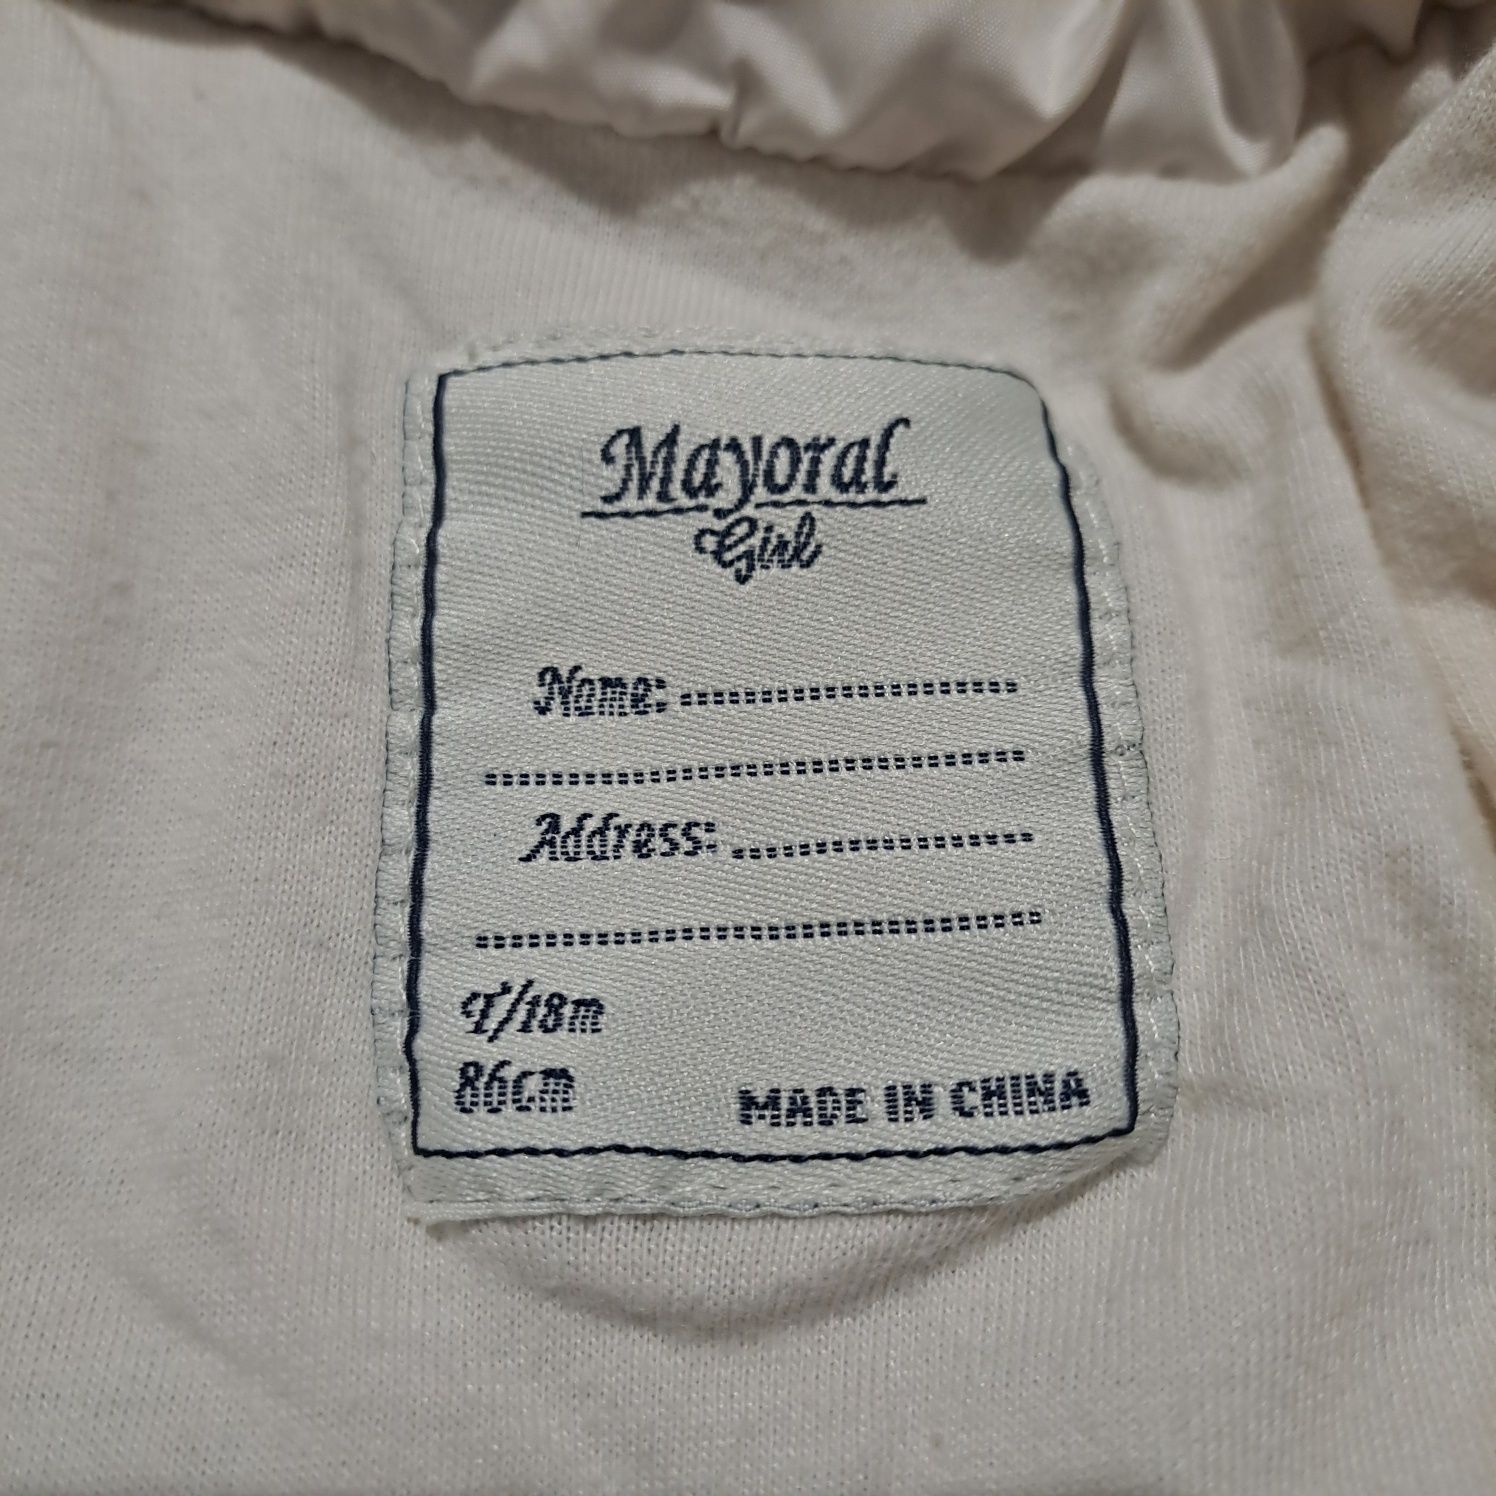 Mayoral
Girl
Name:
Address:
T/18m
86cm
MADE IN CHINA